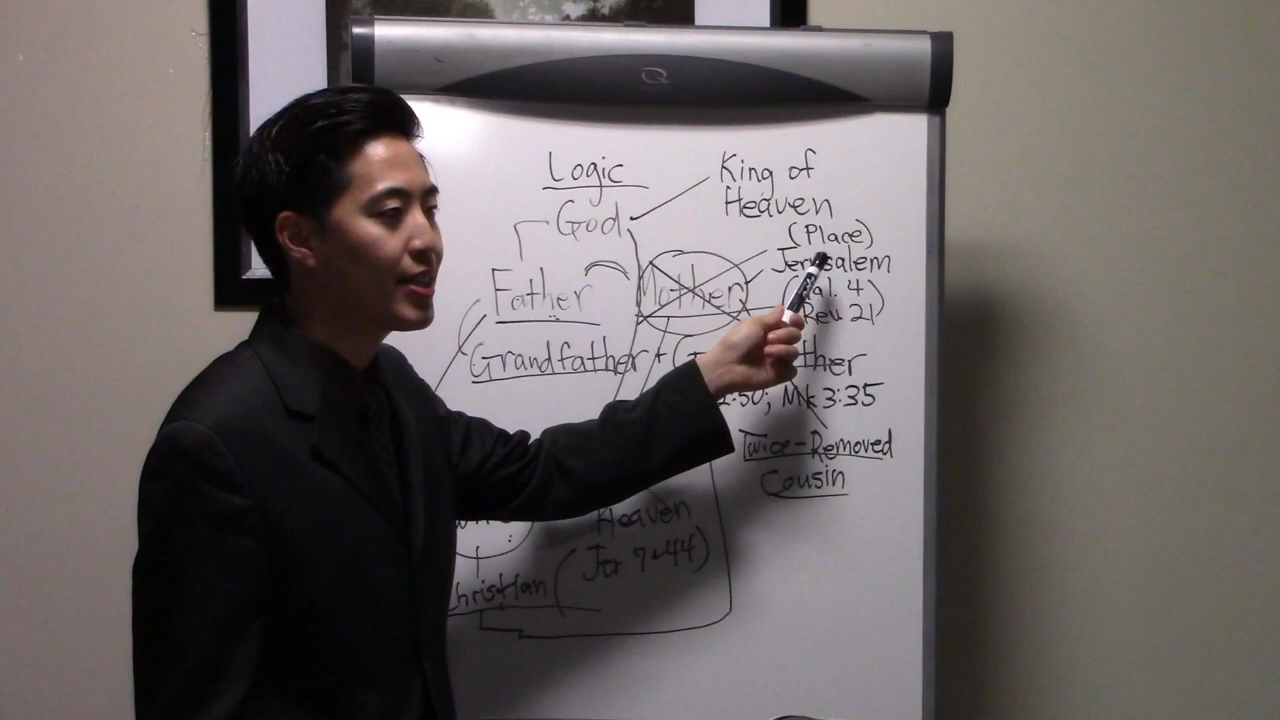 Logic
King of
Heaven
God
(Place)
Jerusalem
Father
Mother
Gal. 4
Rev 21)
Grandfather +
:50; Mk 3:35
Twice-Removed
Cousin
Heaven
(Jer 7+44)
Christian